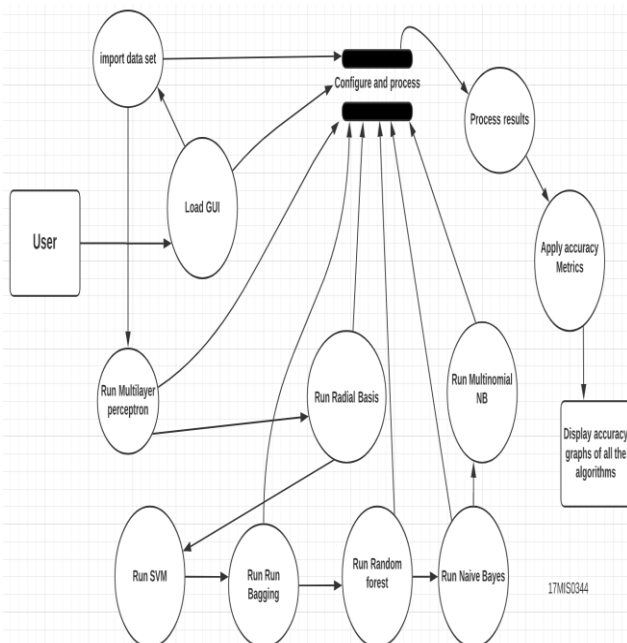 import data set
Configure and process
Process results
Load GUI
User
Apply accuracy
Metrics
Run Multilayer
perceptron
Run Radial Basis
Run Multinomial
NB
Display accuracy
graphs of all the
algorithms
Run SVM
Run Run
Bagging
Run Random
forest
Run Naive Bayes
17MIS0344